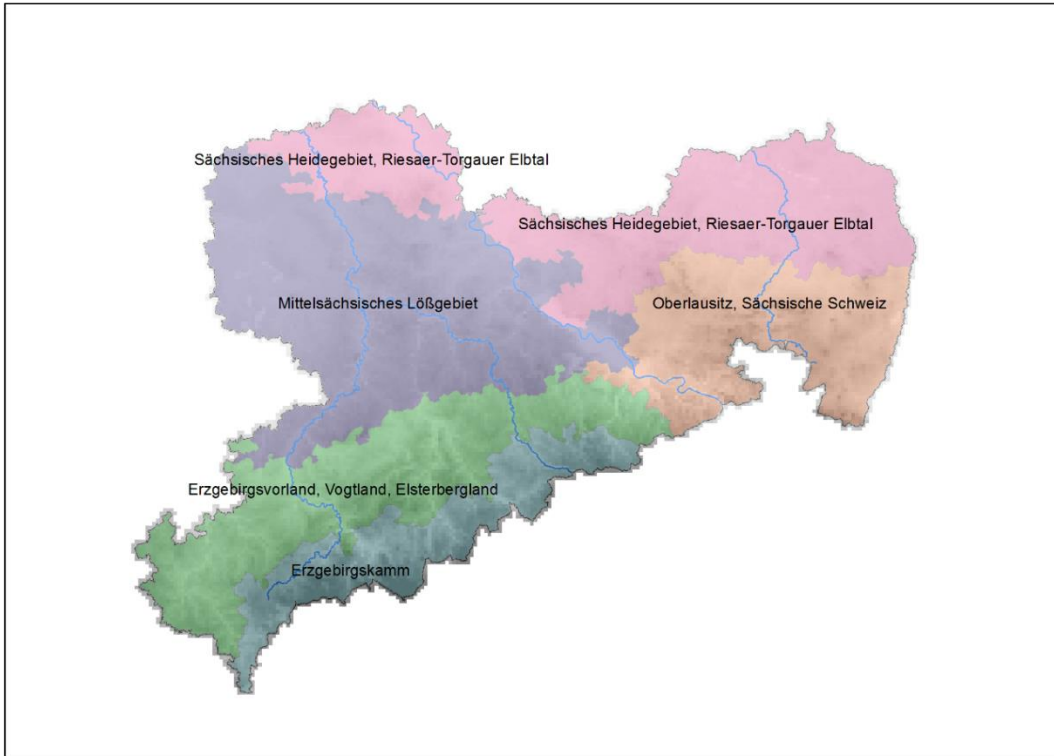 Sächsisches Heidegebiet, Riesaer-Torgauer Elbtal
Sächsisches Heidegebiet, Riesaer-Torgauer Elbtal
Mittelsächsisches Lößgebiet
Oberlausitz, Sächsische Schweiz
Erzgebirgsvorland, Vogtland, Elsterbergland
Erzgebirgskamm